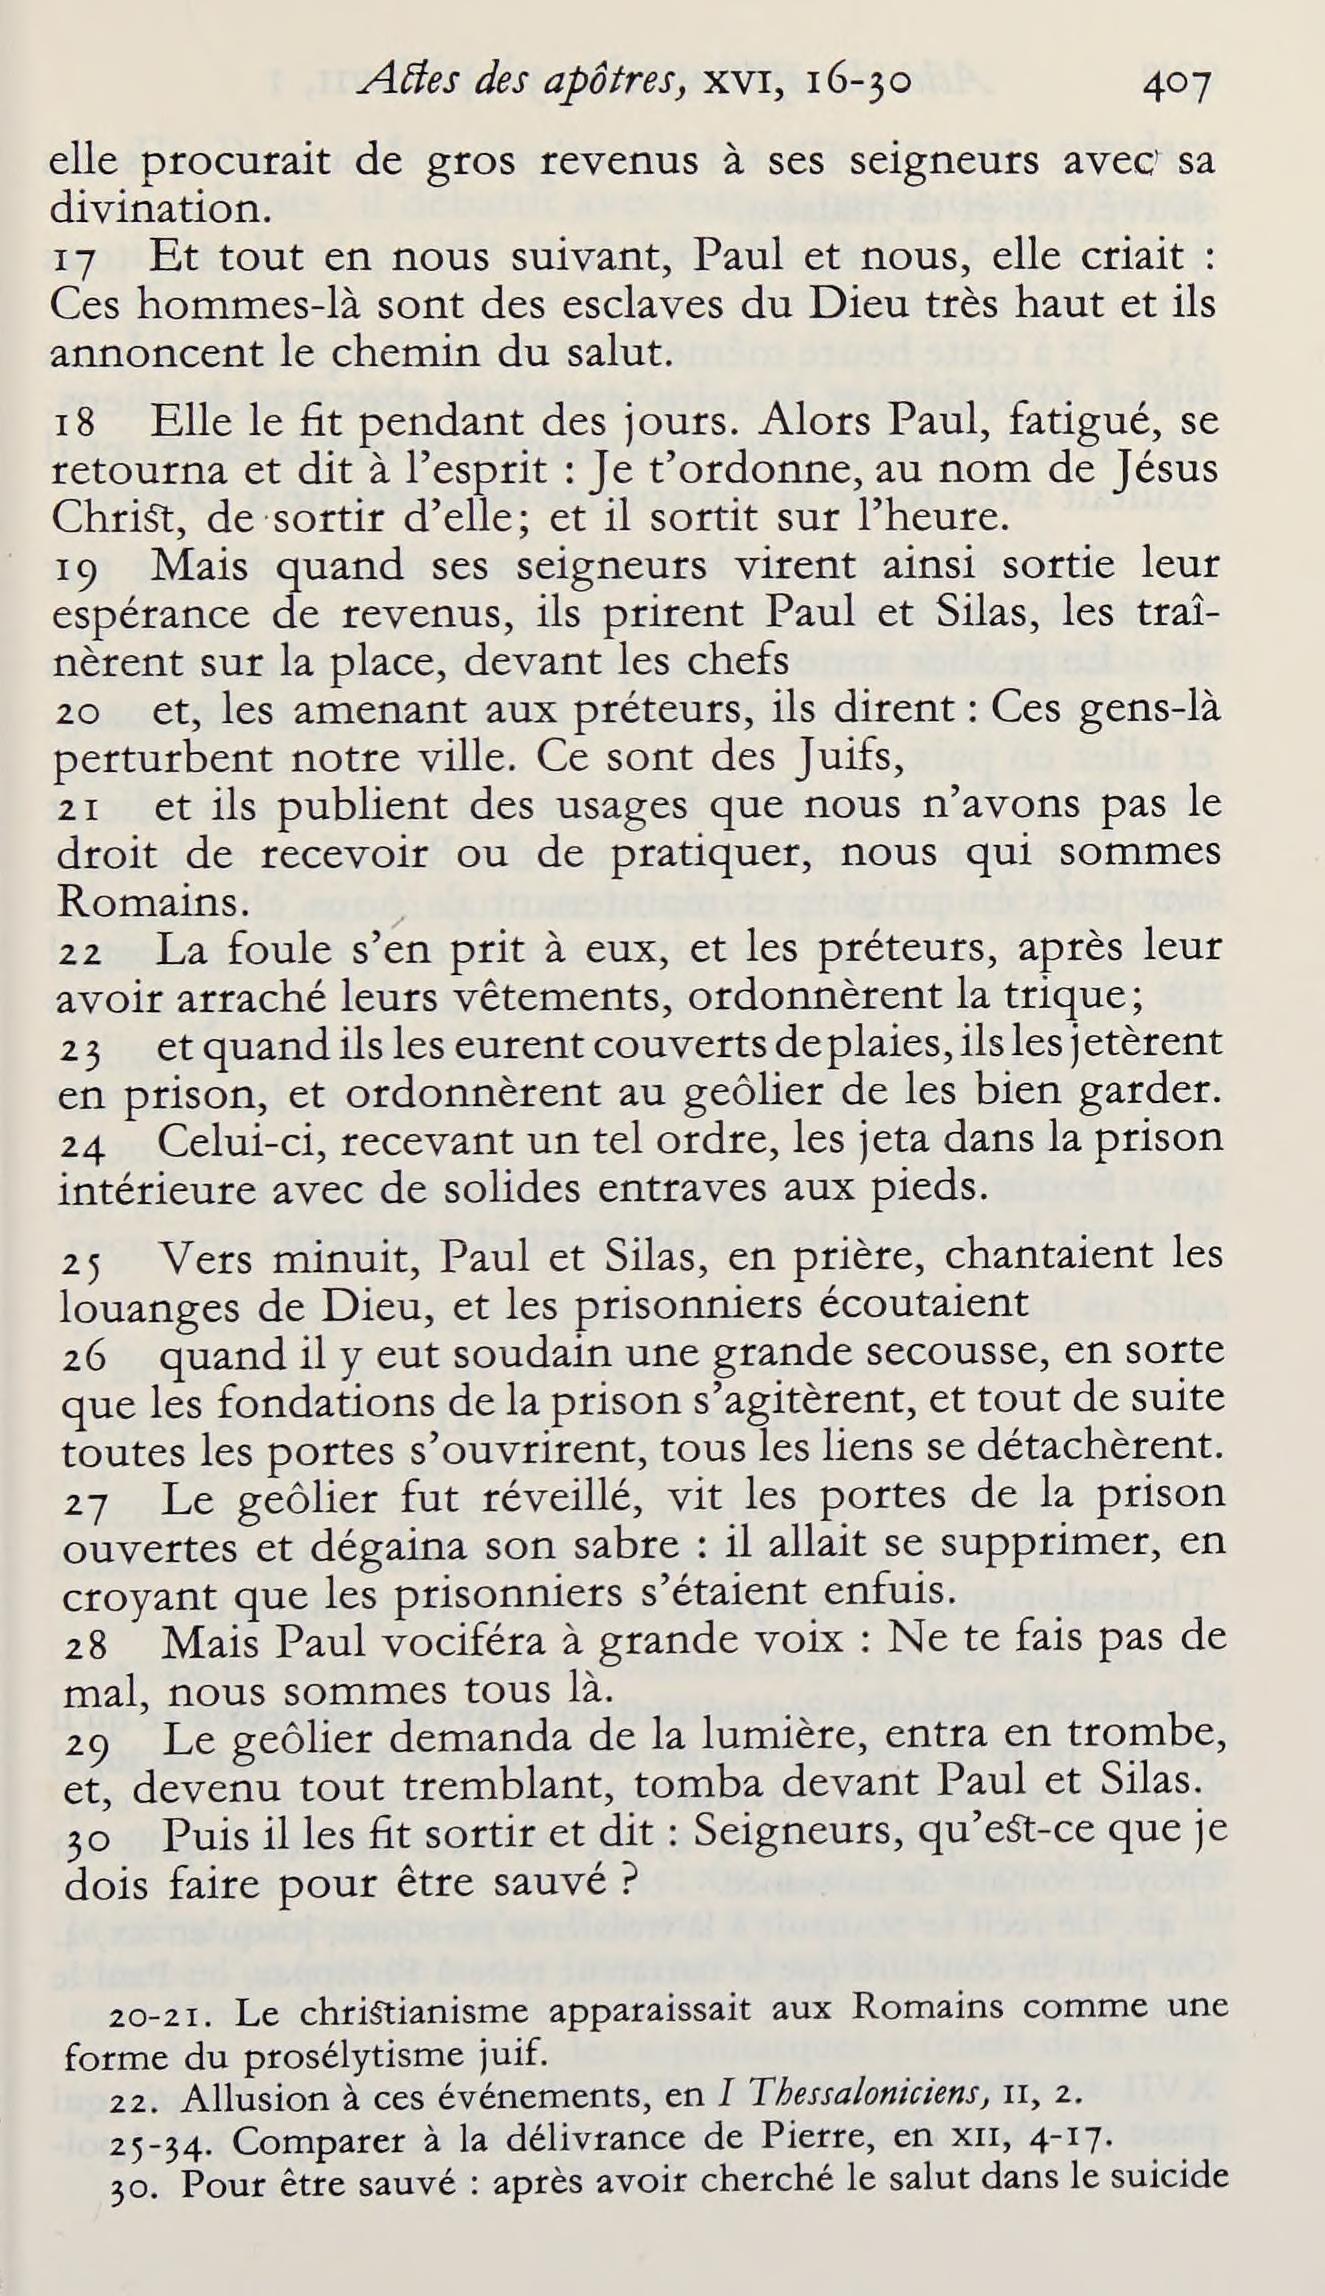 Actes des apôtres, XVI, 16-30 407
elle procurait de gros revenus à ses seigneurs avec sa
divination.
17 Et tout en nous suivant, Paul et nous, elle criait :
Ces hommes-là sont des esclaves du Dieu très haut et ils
annoncent le chemin du salut.
18 Elle le fit pendant des jours. Alors Paul, fatigué, se
retourna et dit à l’esprit : Je t’ordonne, au nom de Jésus
Christ, de sortir d’elle; et il sortit sur l’heure.
19 Mais quand ses seigneurs virent ainsi sortie leur
espérance de revenus, ils prirent Paul et Silas, les traî-
nèrent sur la place, devant les chefs
20 et, les amenant aux préteurs, ils dirent : Ces gens-là
perturbent notre ville. Ce sont des Juifs,
21 et ils publient des usages que nous n’avons pas le
droit de recevoir ou de pratiquer, nous qui sommes
Romains.
22 La foule s’en prit à eux, et les préteurs, après leur
avoir arraché leurs vêtements, ordonnèrent la trique;
23 et quand ils les eurent couverts de plaies, ils les jetèrent
en prison, et ordonnèrent au geôlier de les bien garder.
24 Celui-ci, recevant un tel ordre, les jeta dans la prison
intérieure avec de solides entraves aux pieds.
25 Vers minuit, Paul et Silas, en prière, chantaient les
louanges de Dieu, et les prisonniers écoutaient
26 quand il y eut soudain une grande secousse, en sorte
que les fondations de la prison s’agitèrent, et tout de suite
toutes les portes s’ouvrirent, tous les liens se détachèrent.
27 Le geôlier fut réveillé, vit les portes de la prison
ouvertes et dégaina son sabre : il allait se supprimer, en
croyant que les prisonniers s’étaient enfuis.
28 Mais Paul vociféra à grande voix : Ne te fais pas de
mal, nous sommes tous là.
29 Le geôlier demanda de la lumière, entra en trombe,
et, devenu tout tremblant, tomba devant Paul et Silas.
30 Puis il les fit sortir et dit : Seigneurs, qu’est-ce que je
dois faire pour être sauvé ?
20-21. Le christianisme apparaissait aux Romains comme une
forme du prosélytisme juif.
22. Allusion à ces événements, en I Thessaloniciens, II, 2.
25-34. Comparer à la délivrance de Pierre, en XII, 4-17.
30. Pour être sauvé : après avoir cherché le salut dans le suicide